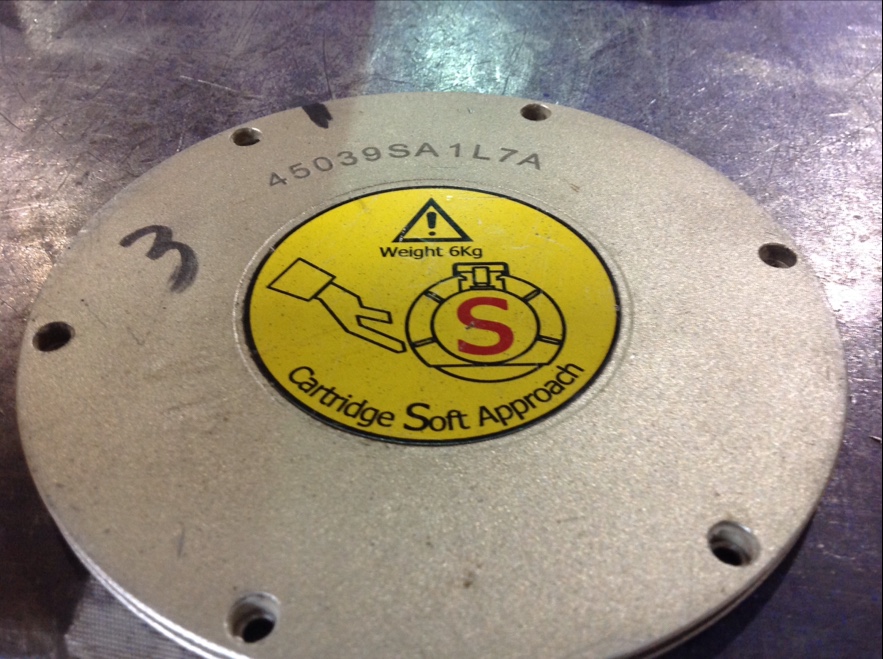 45039SA1L7A
3
Weight 6Kg
S
Cartridge Soft Approach